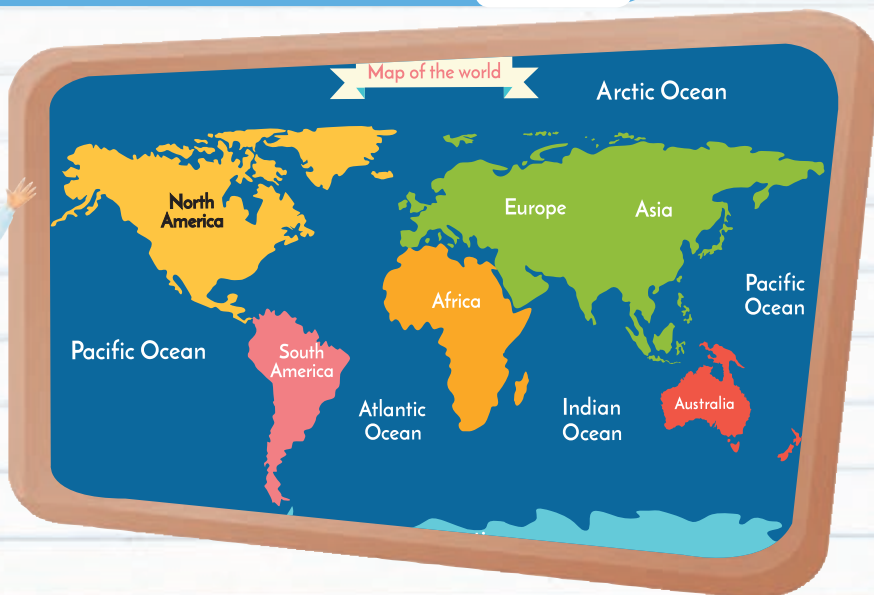 Map of the world
Arctic Ocean
North
America
Europe
Asia
Pacific
Ocean
Africa
Pacific Ocean
South
America
Atlantic
Ocean
Indian
Ocean
Australia